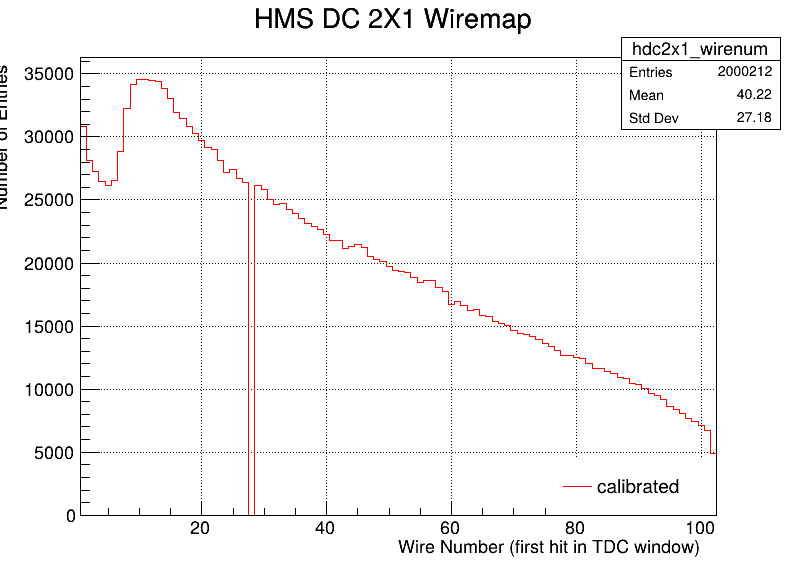 HMS DC 2X1 Wiremap
hdc2x1_wirenum
Entries 2000212
Mean 40.22
Std Dev 27.18
Number of Entries
35000
30000
25000
20000
15000
10000
5000
0
calibrated
20 40 60 80 100
Wire Number (first hit in TDC window)